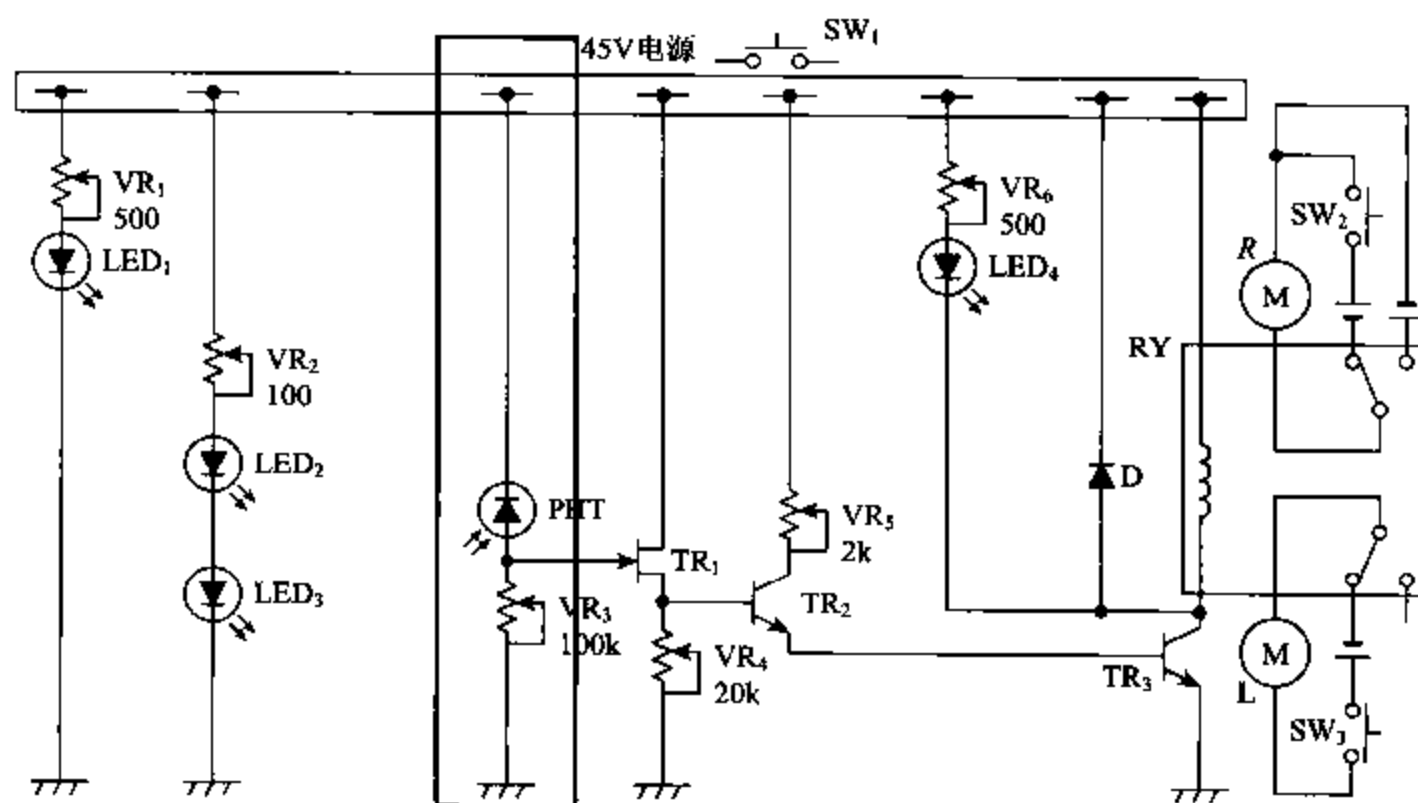 45V电源
SW₁
VR₁
500
LED₁
VR₂
100
LED₂
LED₃
PHT
VR₃
100k
TR₁
VR₄
20k
VR₅
2k
TR₂
VR₆
500
LED₄
D
RY
TR₃
R
M
SW₂
M
L
SW₃